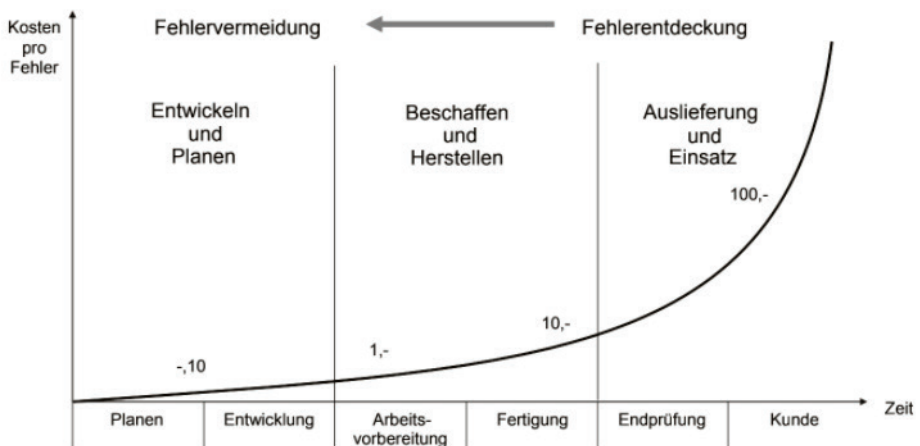 Kosten
pro
Fehler
Fehlervermeidung
Fehlerentdeckung
Entwickeln
und
Planen
Beschaffen
und
Herstellen
Auslieferung
und
Einsatz
-,10
1,-
10,-
100,-
Zeit
Planen
Entwicklung
Arbeits-
vorbereitung
Fertigung
Endprüfung
Kunde